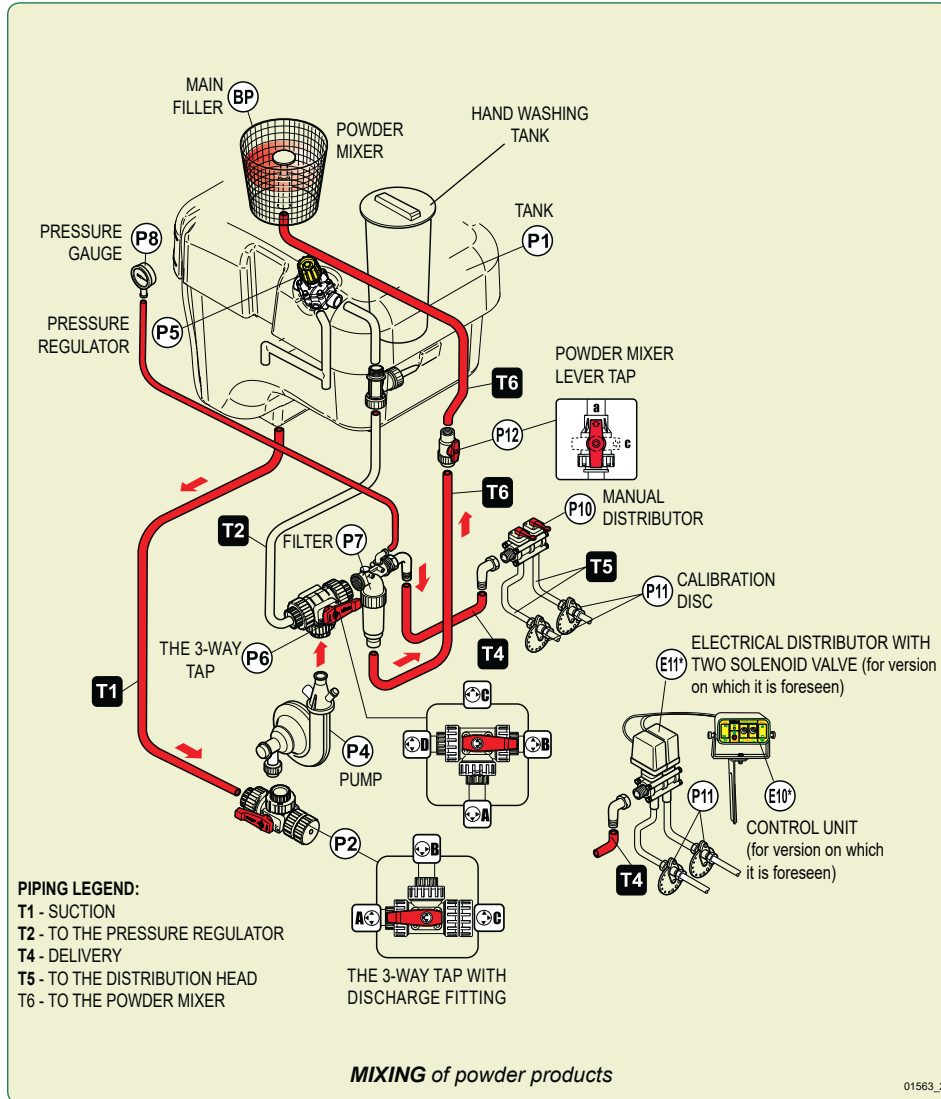 MAIN
FILLER
BP
POWDER
MIXER
HAND WASHING
TANK
TANK
P1
PRESSURE
GAUGE
P8
PRESSURE
REGULATOR
P5
POWDER MIXER
LEVER TAP
T6
a
c
P12
T6
P10
MANUAL
DISTRIBUTOR
T2
FILTER
P7
T5
P11
CALIBRATION
DISC
THE 3-WAY
TAP
P6
T4
ELECTRICAL DISTRIBUTOR WITH
E11*
TWO SOLENOID VALVE (for version
on which it is foreseen)
T1
C
D
B
A
P4
PUMP
P11
E10*
CONTROL UNIT
(for version on which
it is foreseen)
T4
P2
B
A
C
THE 3-WAY TAP WITH
DISCHARGE FITTING
PIPING LEGEND:
T1 - SUCTION
T2 - TO THE PRESSURE REGULATOR
T4 - DELIVERY
T5 - TO THE DISTRIBUTION HEAD
T6 - TO THE POWDER MIXER
MIXING of powder products
01563_2